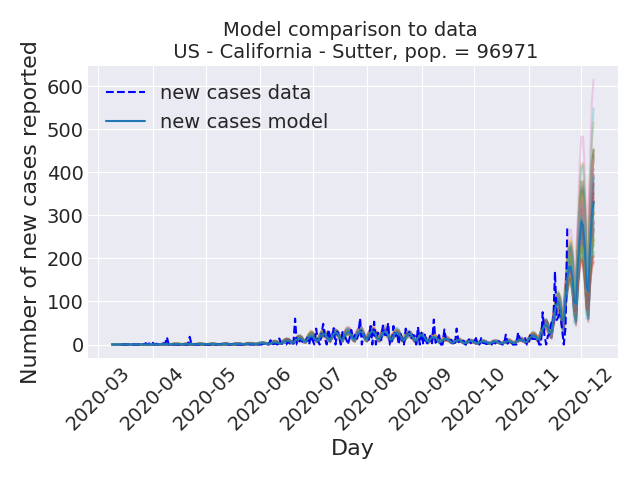 Model comparison to data
US - California - Sutter, pop. = 96971
Number of new cases reported
600
500
400
300
200
100
0
new cases data
new cases model
2020-03
2020-04
2020-05
2020-06
2020-07
2020-08
2020-09
2020-10
2020-11
2020-12
Day